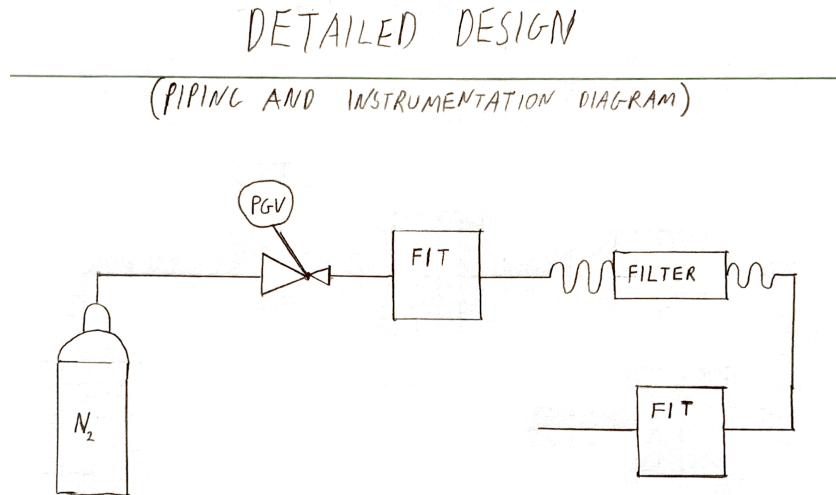 DETAILED DESIGN
(PIPING AND INSTRUMENTATION DIAGRAM)
PGV
FIT
FILTER
FIT
N₂